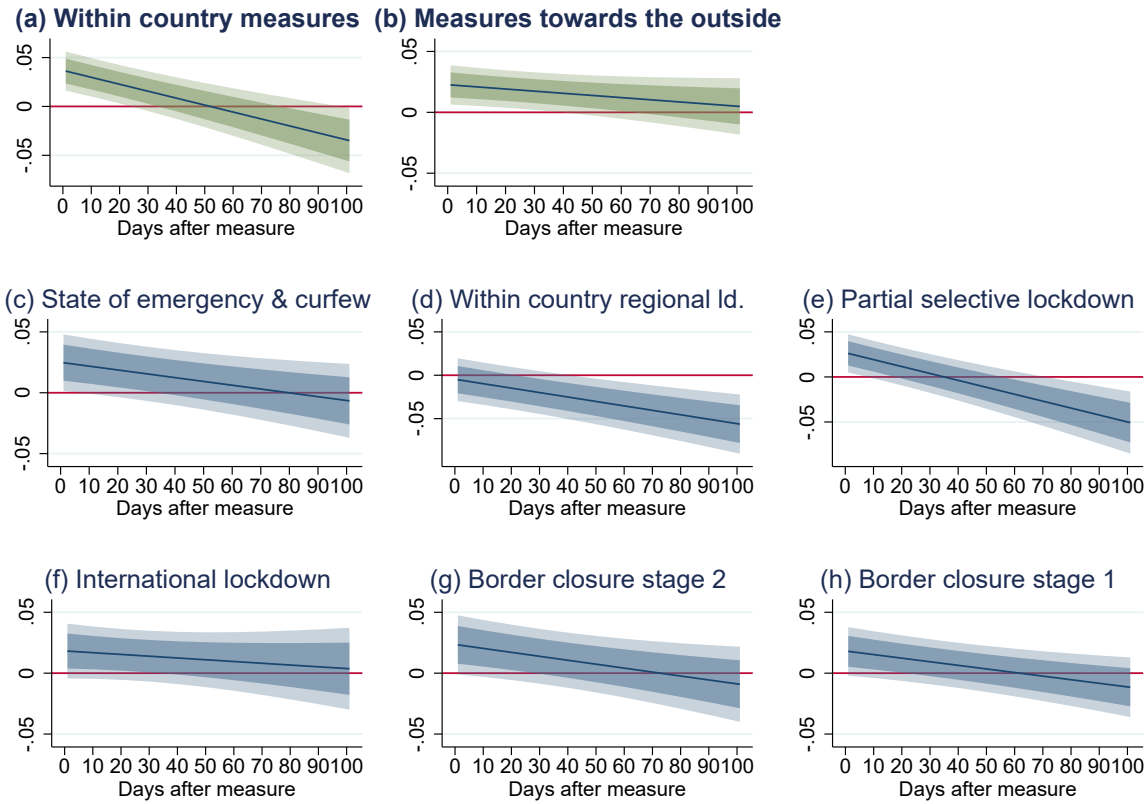 (a) Within country measures
.05
0
-.05
0 10 20 30 40 50 60 70 80 90100
Days after measure
(b) Measures towards the outside
.05
0
-.05
0 10 20 30 40 50 60 70 80 90100
Days after measure
(c) State of emergency & curfew
.05
0
-.05
0 10 20 30 40 50 60 70 80 90100
Days after measure
(d) Within country regional ld.
.05
0
-.05
0 10 20 30 40 50 60 70 80 90100
Days after measure
(e) Partial selective lockdown
.05
0
-.05
0 10 20 30 40 50 60 70 80 90100
Days after measure
(f) International lockdown
.05
0
-.05
0 10 20 30 40 50 60 70 80 90100
Days after measure
(g) Border closure stage 2
.05
0
-.05
0 10 20 30 40 50 60 70 80 90100
Days after measure
(h) Border closure stage 1
.05
0
-.05
0 10 20 30 40 50 60 70 80 90100
Days after measure